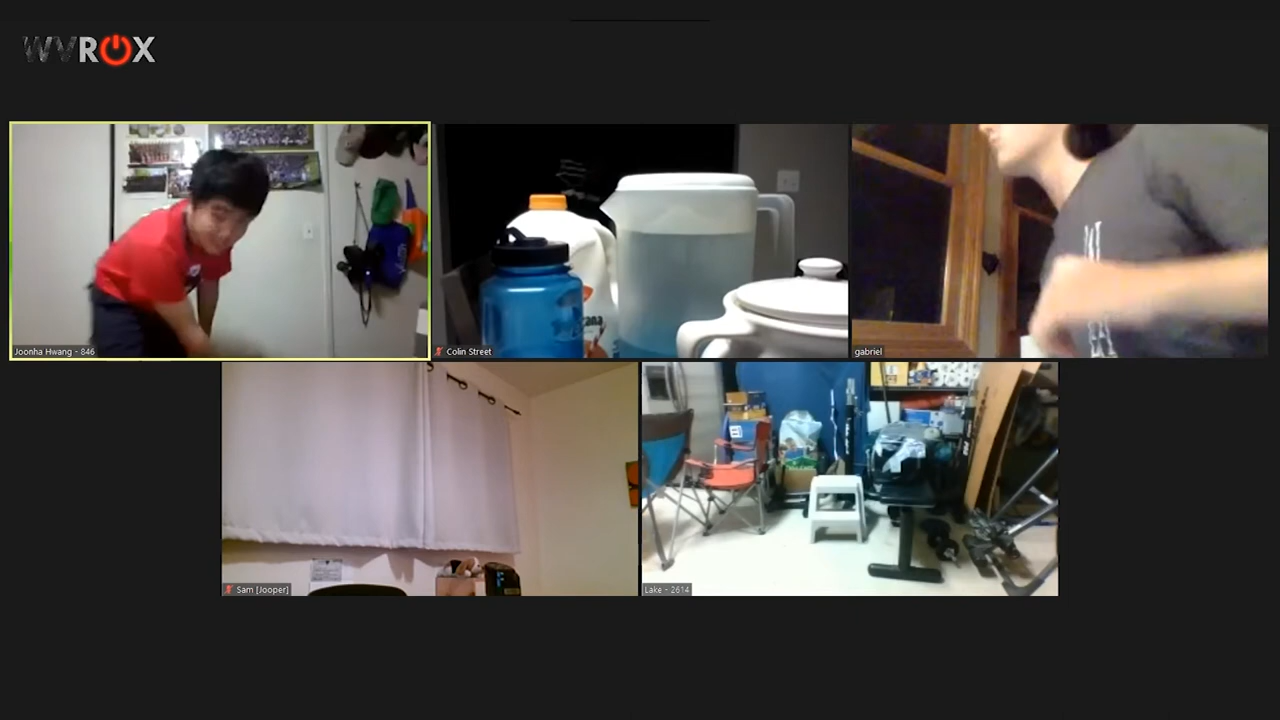 WVROX
Joonha Hwang - 846
Colin Street
gabriel
Sam [Jooper]
Lake - 2614